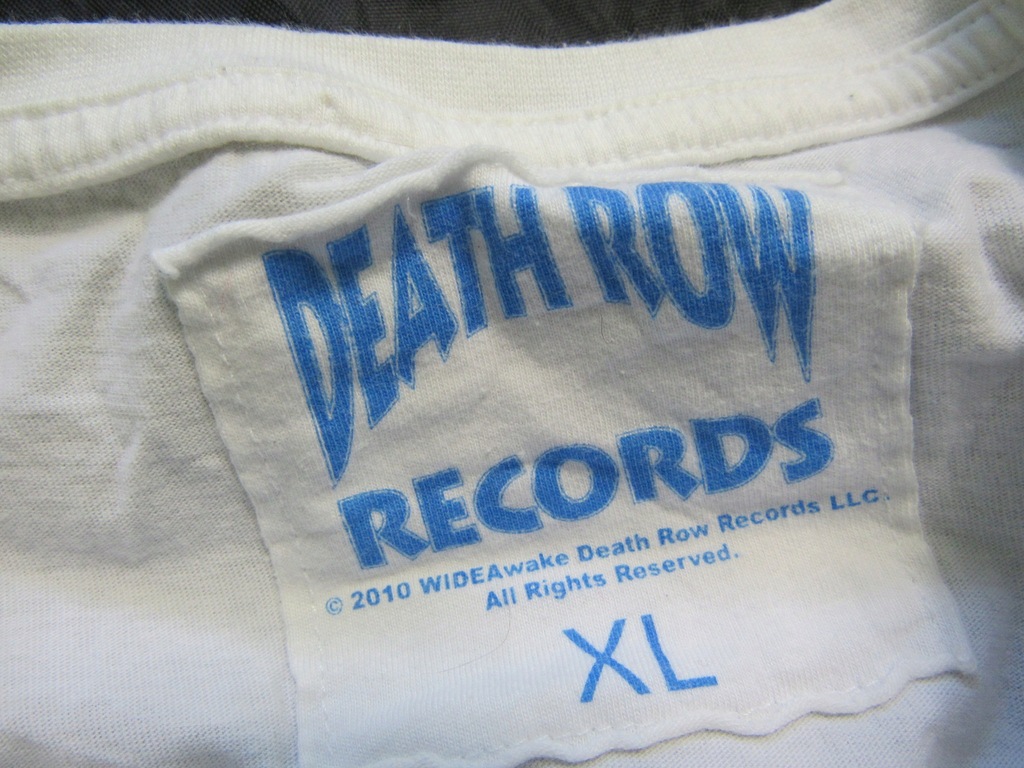 DEATH ROW
RECORDS
© 2010 WIDEAwake Death Row Records LLC.
All Rights Reserved.
XL